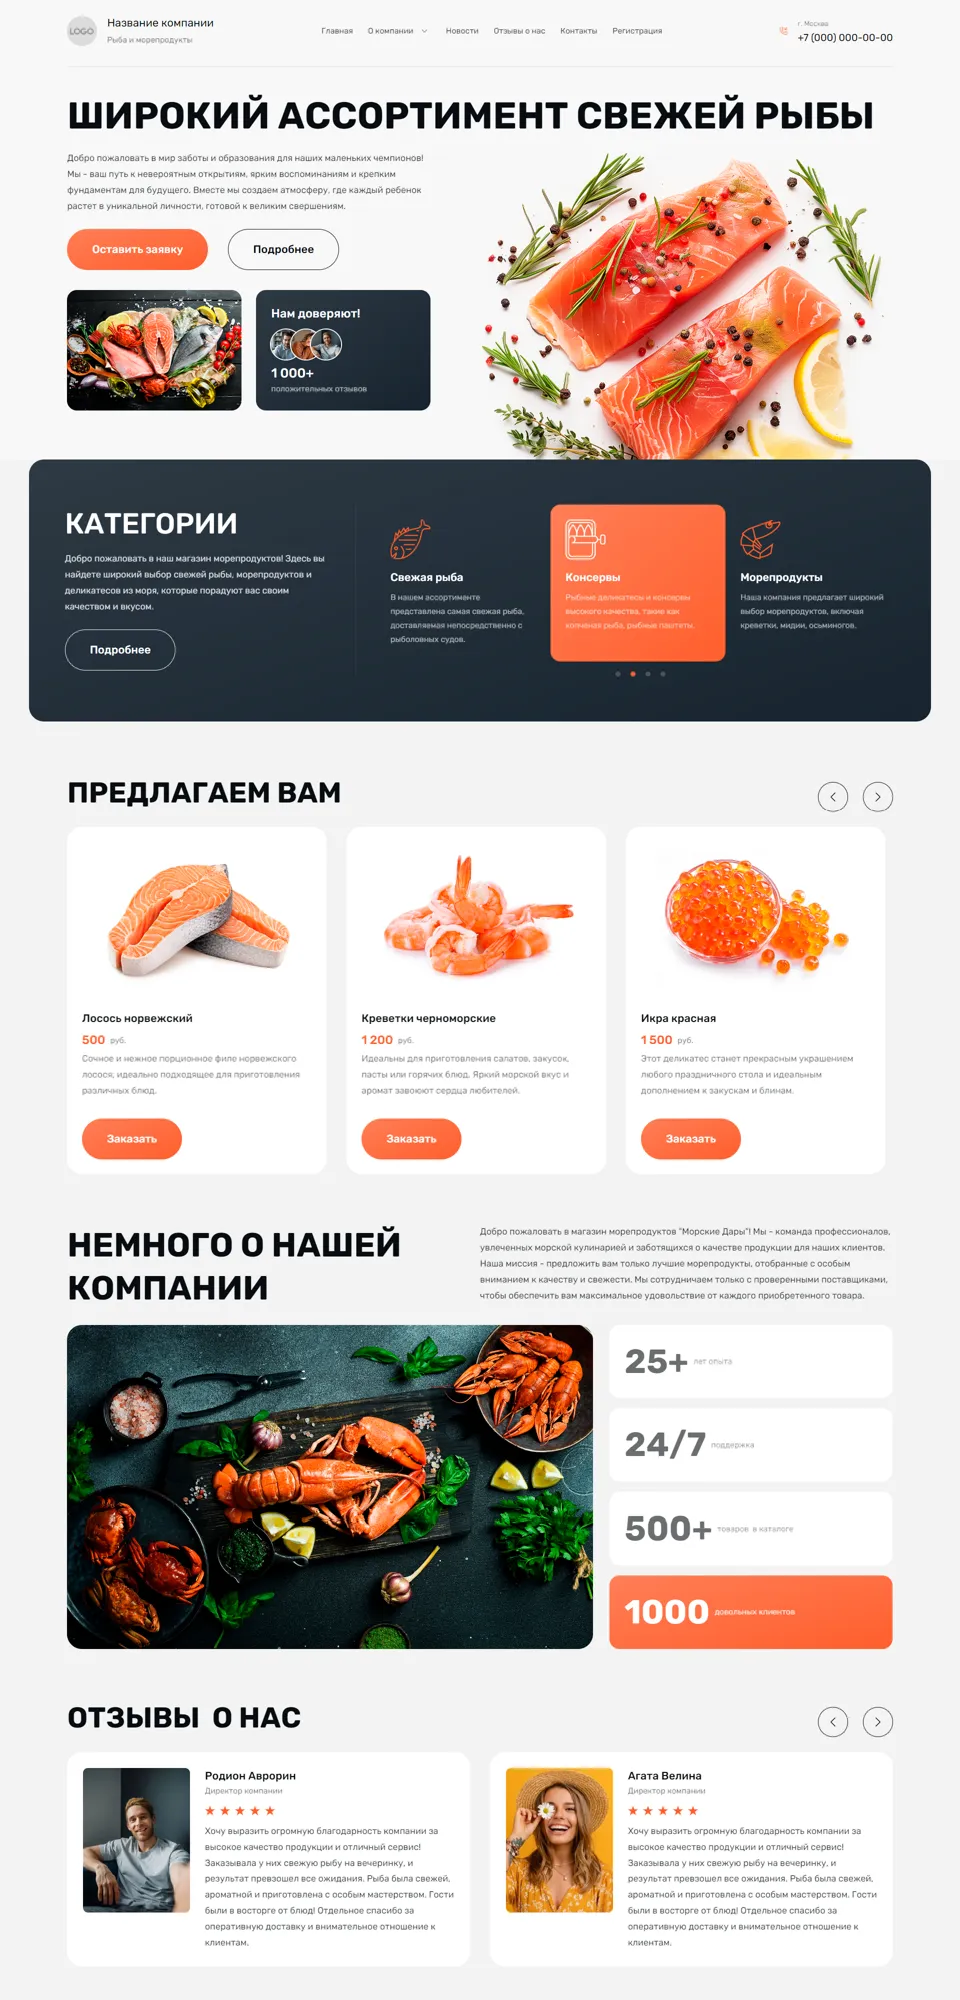 LOGO
Название компании
Рыба и морепродукты
Главная
О компании
Новости
Отзывы о нас
Контакты
Регистрация
г. Москва
+7 (000) 000-00-00
ШИРОКИЙ АССОРТИМЕНТ СВЕЖЕЙ РЫБЫ
Добро пожаловать в мир заботы и образования для наших маленьких чемпионов!
Мы - ваш путь к невероятным открытиям, ярким воспоминаниям и крепким
фундаментам для будущего. Вместе мы создаем атмосферу, где каждый ребенок
растет в уникальной личности, готовой к великим свершениям.
Оставить заявку
Подробнее
Нам доверяют!
1 000+
положительных отзывов
КАТЕГОРИИ
Добро пожаловать в наш магазин морепродуктов! Здесь вы
найдете широкий выбор свежей рыбы, морепродуктов и
деликатесов из моря, которые порадуют вас своим
качеством и вкусом.
Подробнее
Свежая рыба
В нашем ассортименте
представлена самая свежая рыба,
доставляемая непосредственно с
рыболовных судов.
Консервы
Рыбные деликатесы и консервы
высокого качества, такие как
копченая рыба, рыбные паштеты.
Морепродукты
Наша компания предлагает широкий
выбор морепродуктов, включая
креветки, мидии, осьминогов.
ПРЕДЛАГАЕМ ВАМ
Лосось норвежский
500 руб.
Сочное и нежное порционное филе норвежского
лосося, идеально подходящее для приготовления
различных блюд.
Заказать
Креветки черноморские
1 200 руб.
Идеальны для приготовления салатов, закусок,
пасты или горячих блюд. Яркий морской вкус и
аромат завоюют сердца любителей.
Заказать
Икра красная
1 500 руб.
Этот деликатес станет прекрасным украшением
любого праздничного стола и идеальным
дополнением к закускам и блинам.
Заказать
НЕМНОГО О НАШЕЙ
КОМПАНИИ
Добро пожаловать в магазин морепродуктов "Морские Дары"! Мы - команда профессионалов,
увлеченных морской кулинарией и заботящихся о качестве продукции для наших клиентов.
Наша миссия - предложить вам только лучшие морепродукты, отобранные с особым
вниманием к качеству и свежести. Мы сотрудничаем только с проверенными поставщиками,
чтобы обеспечить вам максимальное удовольствие от каждого приобретенного товара.
25+ лет опыта
24/7 поддержка
500+ товаров в каталоге
1000 довольных клиентов
ОТЗЫВЫ О НАС
Родион Аврорин
Директор компании
Хочу выразить огромную благодарность компании за
высокое качество продукции и отличный сервис!
Заказывала у них свежую рыбу на вечеринку, и
результат превзошел все ожидания. Рыба была свежей,
ароматной и приготовлена с особым мастерством. Гости
были в восторге от блюд! Отдельное спасибо за
оперативную доставку и внимательное отношение к
клиентам.
Агата Велина
Директор компании
Хочу выразить огромную благодарность компании за
высокое качество продукции и отличный сервис!
Заказывала у них свежую рыбу на вечеринку, и
результат превзошел все ожидания. Рыба была свежей,
ароматной и приготовлена с особым мастерством. Гости
были в восторге от блюд! Отдельное спасибо за
оперативную доставку и внимательное отношение к
клиентам.